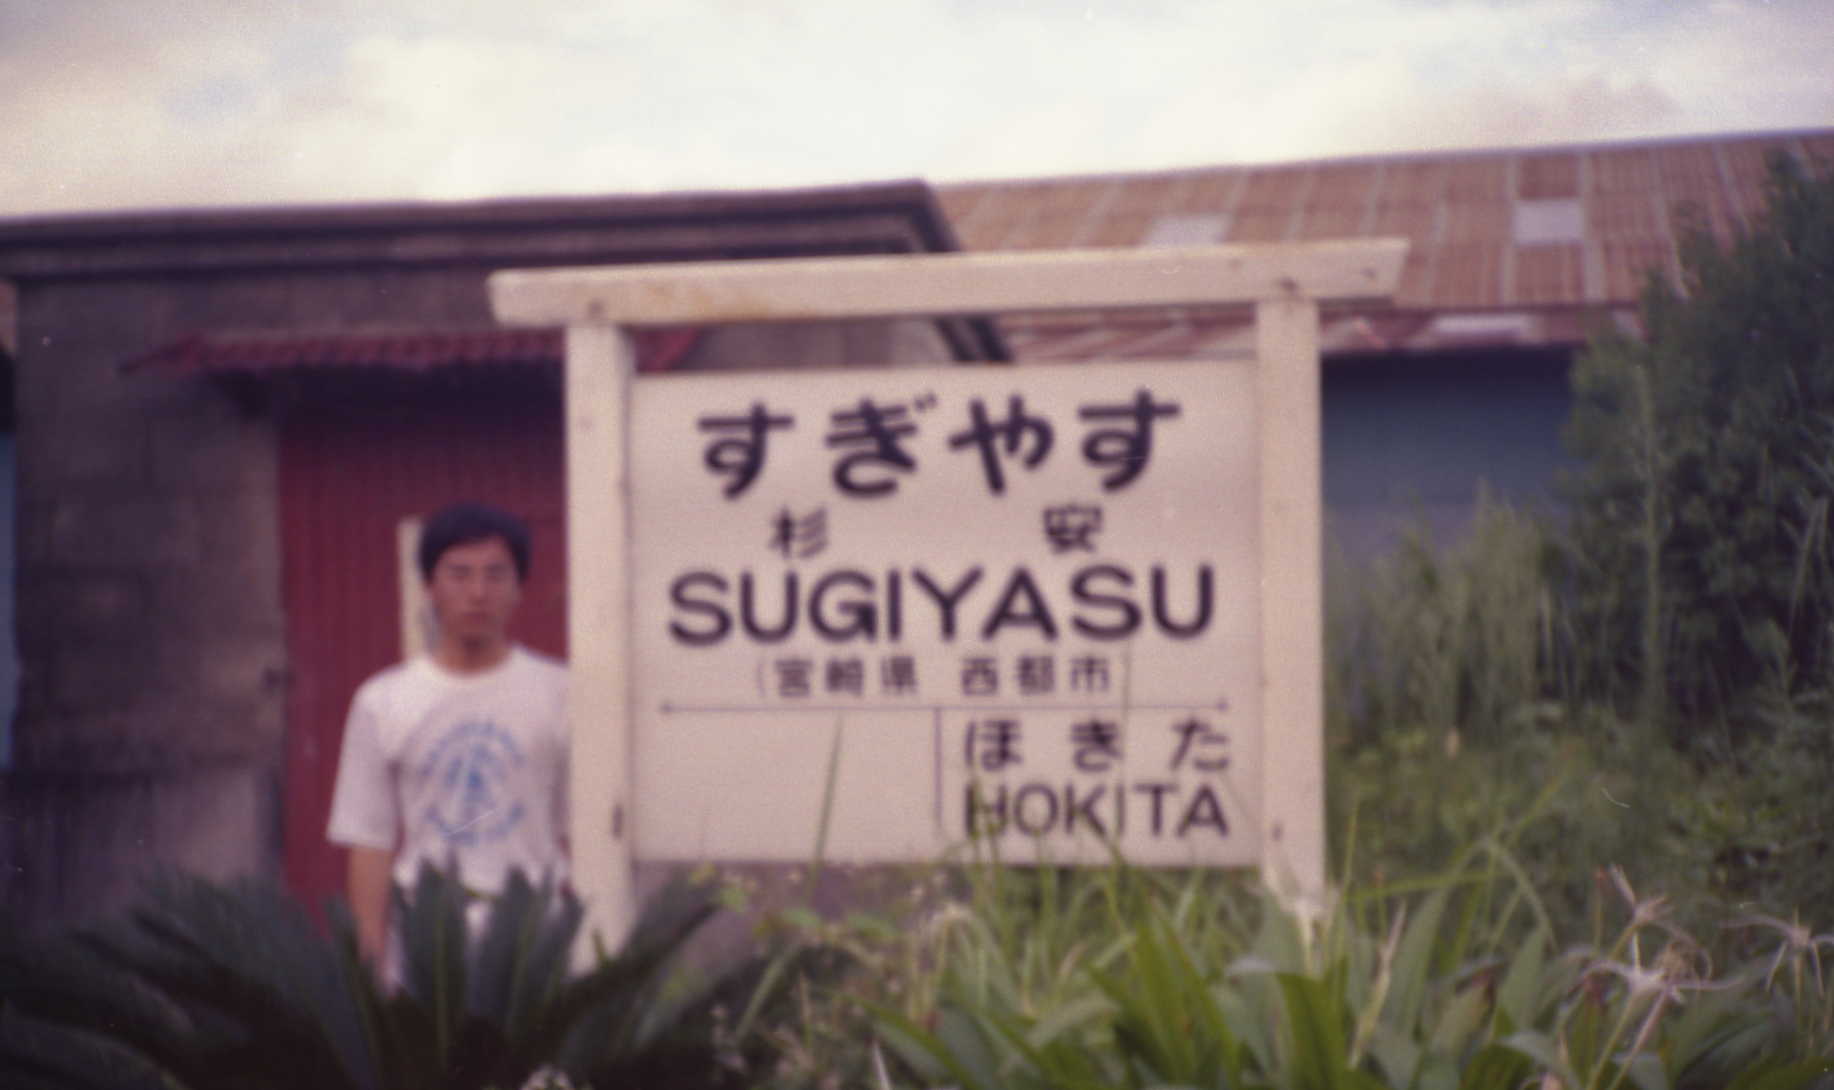 すぎやす
杉 安
SUGIYASU
(宮崎県 西都市)
ほきた
HOKITA